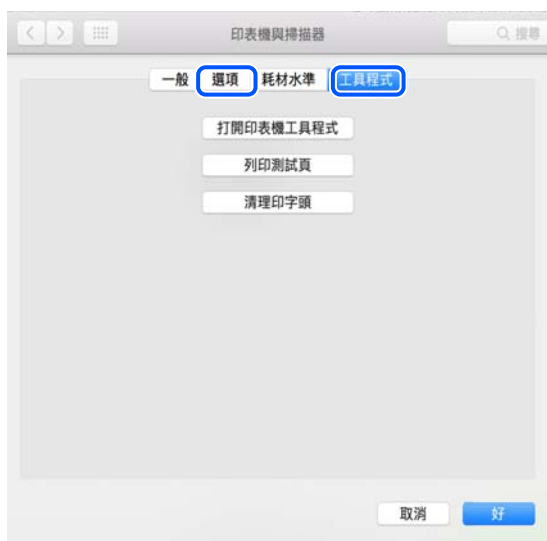 印表機與掃描器 搜尋
一般 選項 耗材水準 工具程式
打開印表機工具程式
列印測試頁
清理印字頭
取消 好